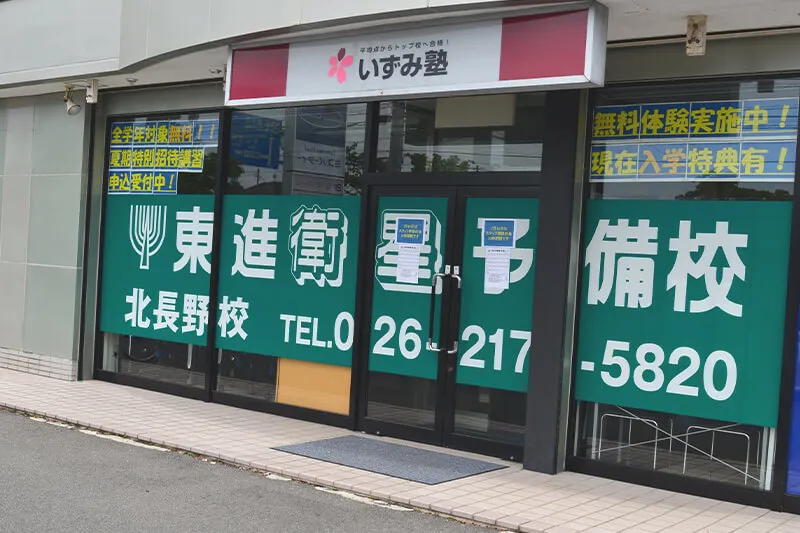 平均点からトップ校へ合格!
いずみ塾
全学年対象無料!!
夏期特別招待講習
申込受付中!
無料体験実施中!
現在入学特典有!
東進衛星予備校
北長野校 TEL.026-217-5820